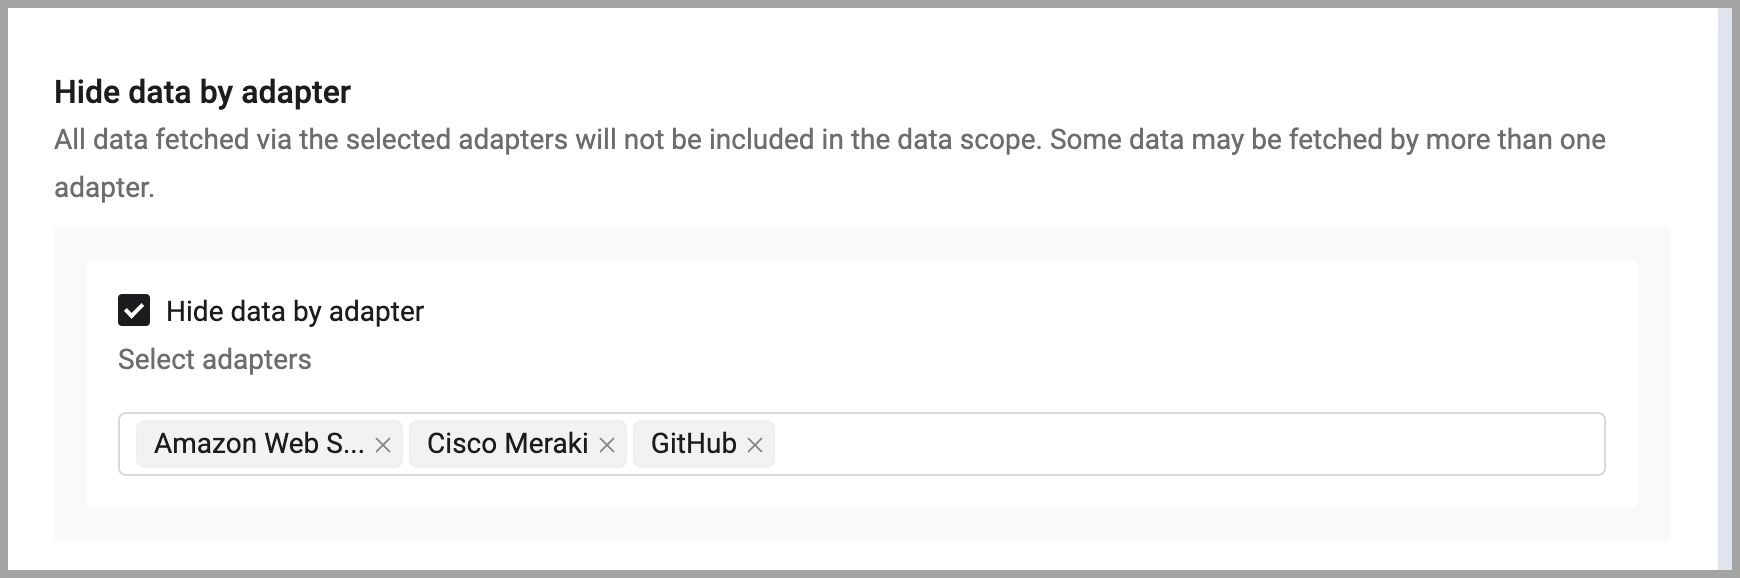 Hide data by adapter
All data fetched via the selected adapters will not be included in the data scope. Some data may be fetched by more than one
adapter.
Hide data by adapter
Select adapters
Amazon Web S... Cisco Meraki GitHub